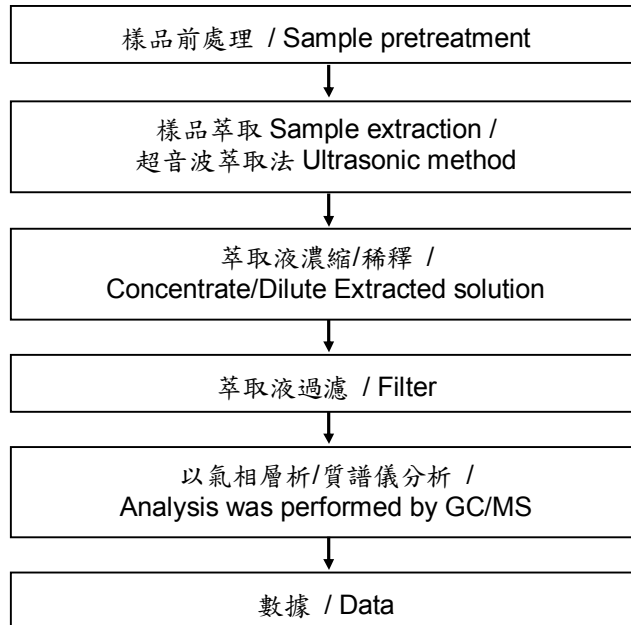 樣品前處理 / Sample pretreatment
樣品萃取 Sample extraction /
超音波萃取法 Ultrasonic method
萃取液濃縮/稀釋 /
Concentrate/Dilute Extracted solution
萃取液過濾 / Filter
以氣相層析/質譜儀分析 /
Analysis was performed by GC/MS
數據 / Data